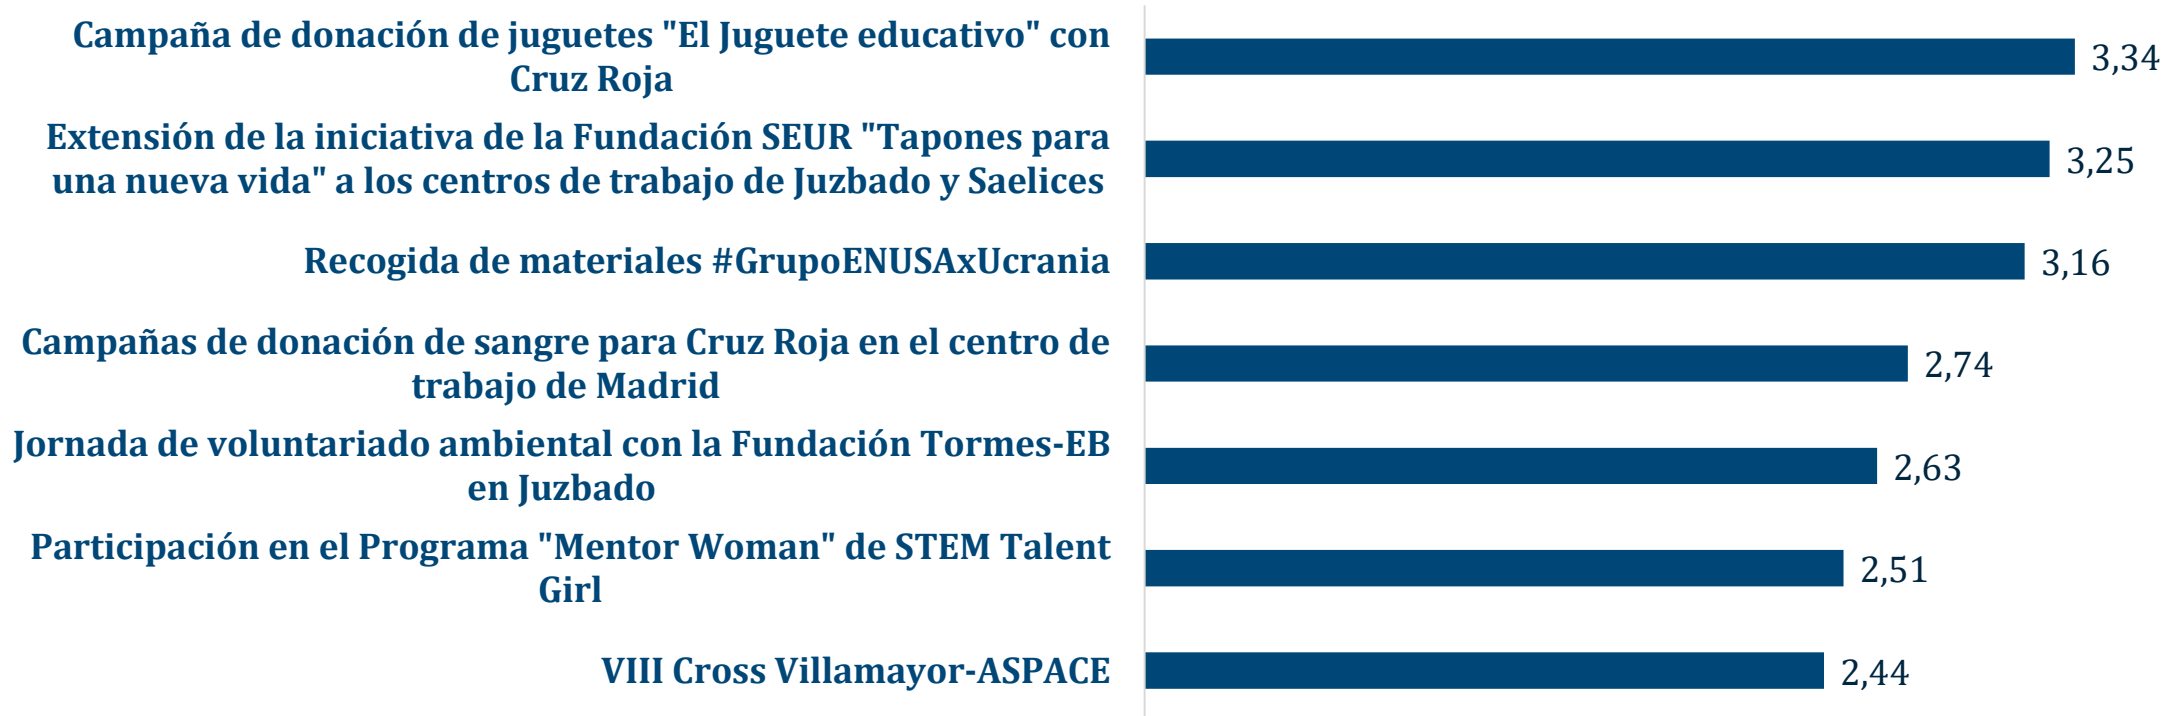 Campaña de donación de juguetes "El Juguete educativo" con
Cruz Roja
3,34
Extensión de la iniciativa de la Fundación SEUR "Tapones para
una nueva vida" a los centros de trabajo de Juzbado y Saelices
3,25
Recogida de materiales #GrupoENUSAxUcrania
3,16
Campañas de donación de sangre para Cruz Roja en el centro de
trabajo de Madrid
2,74
Jornada de voluntariado ambiental con la Fundación Tormes-EB
en Juzbado
2,63
Participación en el Programa "Mentor Woman" de STEM Talent
Girl
2,51
VIII Cross Villamayor-ASPACE
2,44